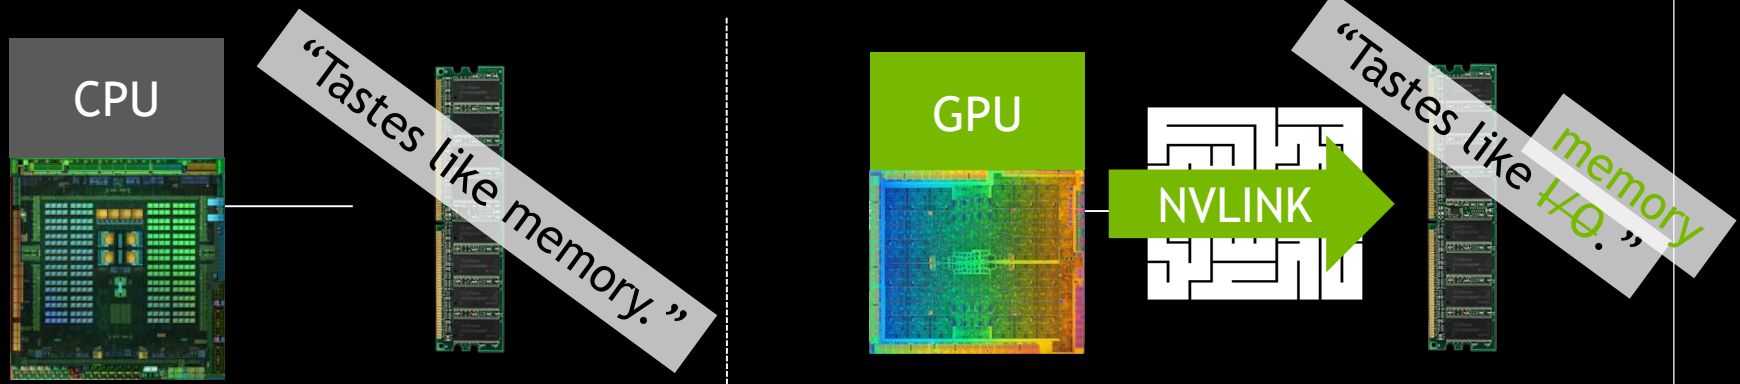 CPU
“Tastes like memory.”
GPU
NVLINK
“Tastes like I/O.”
memory